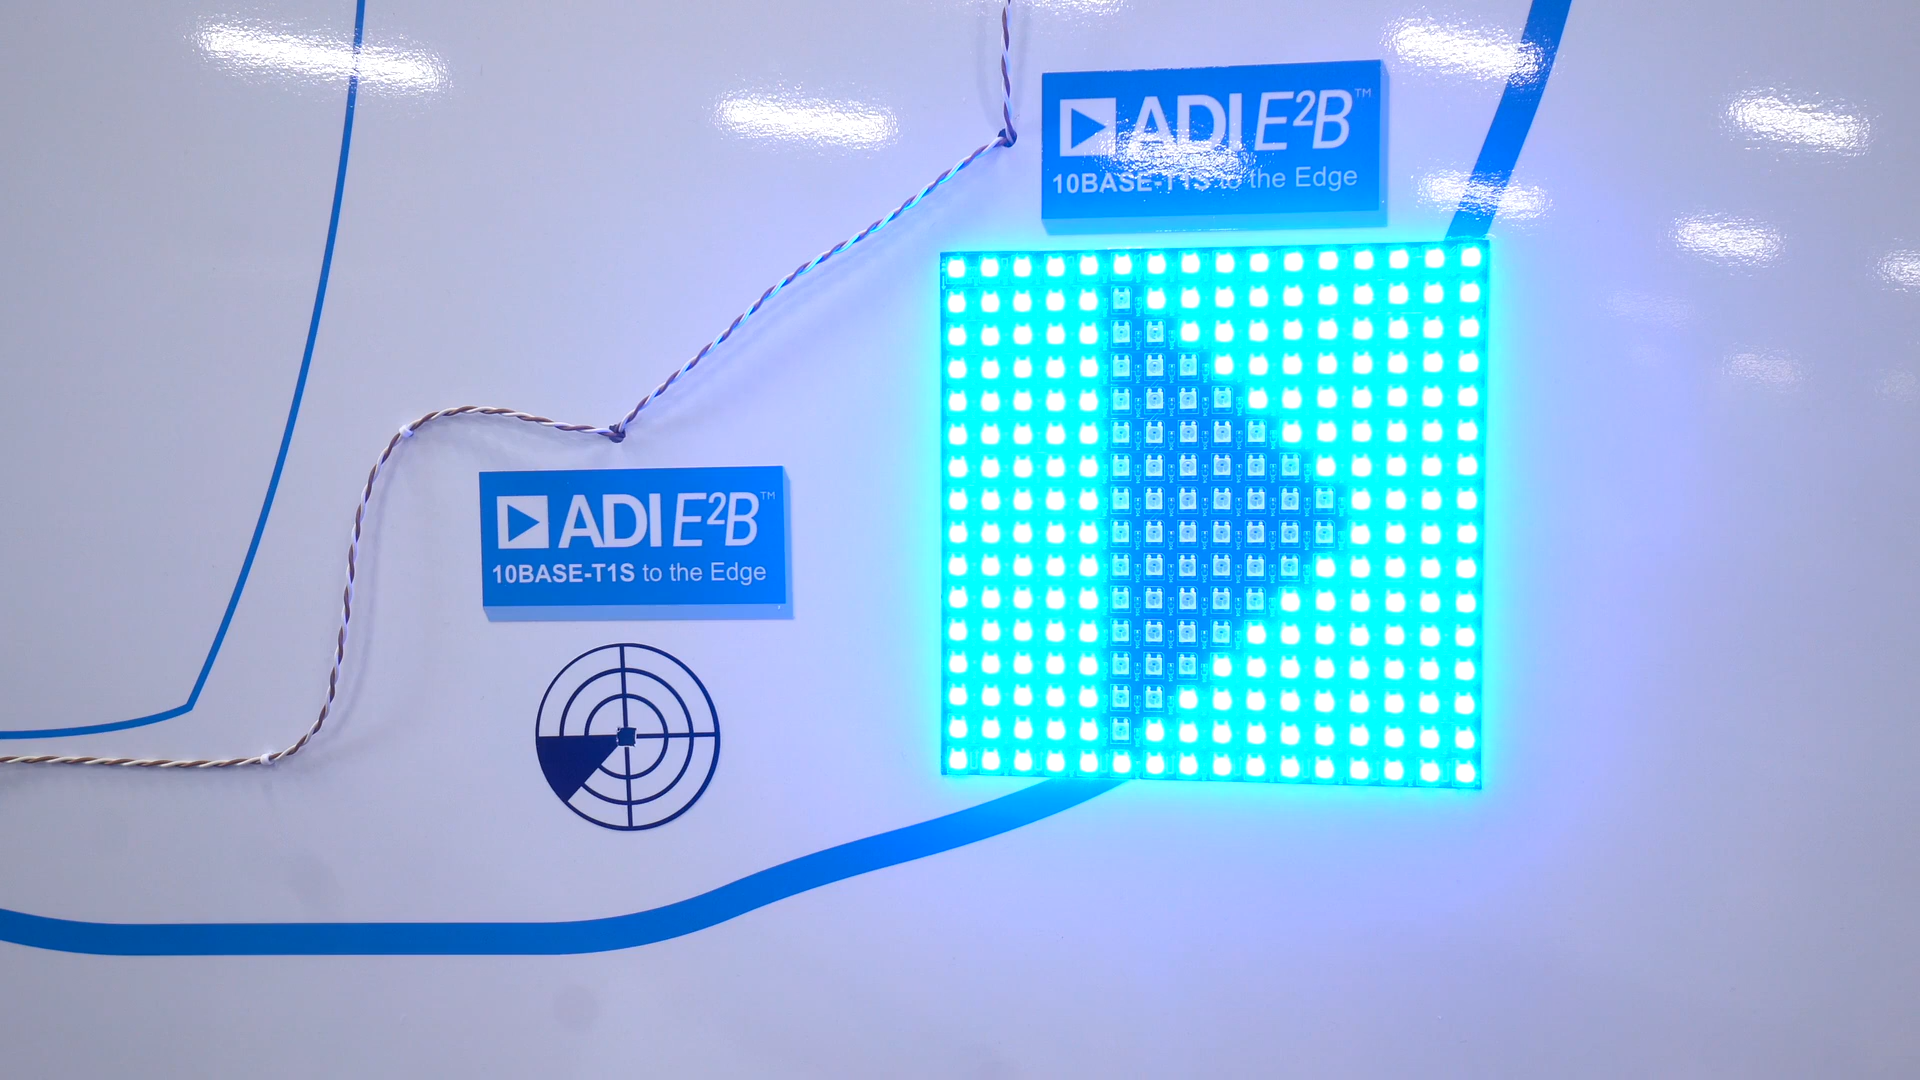 ADI E²B™
10BASE-T1S to the Edge
ADI E²B™
10BASE-T1S to the Edge